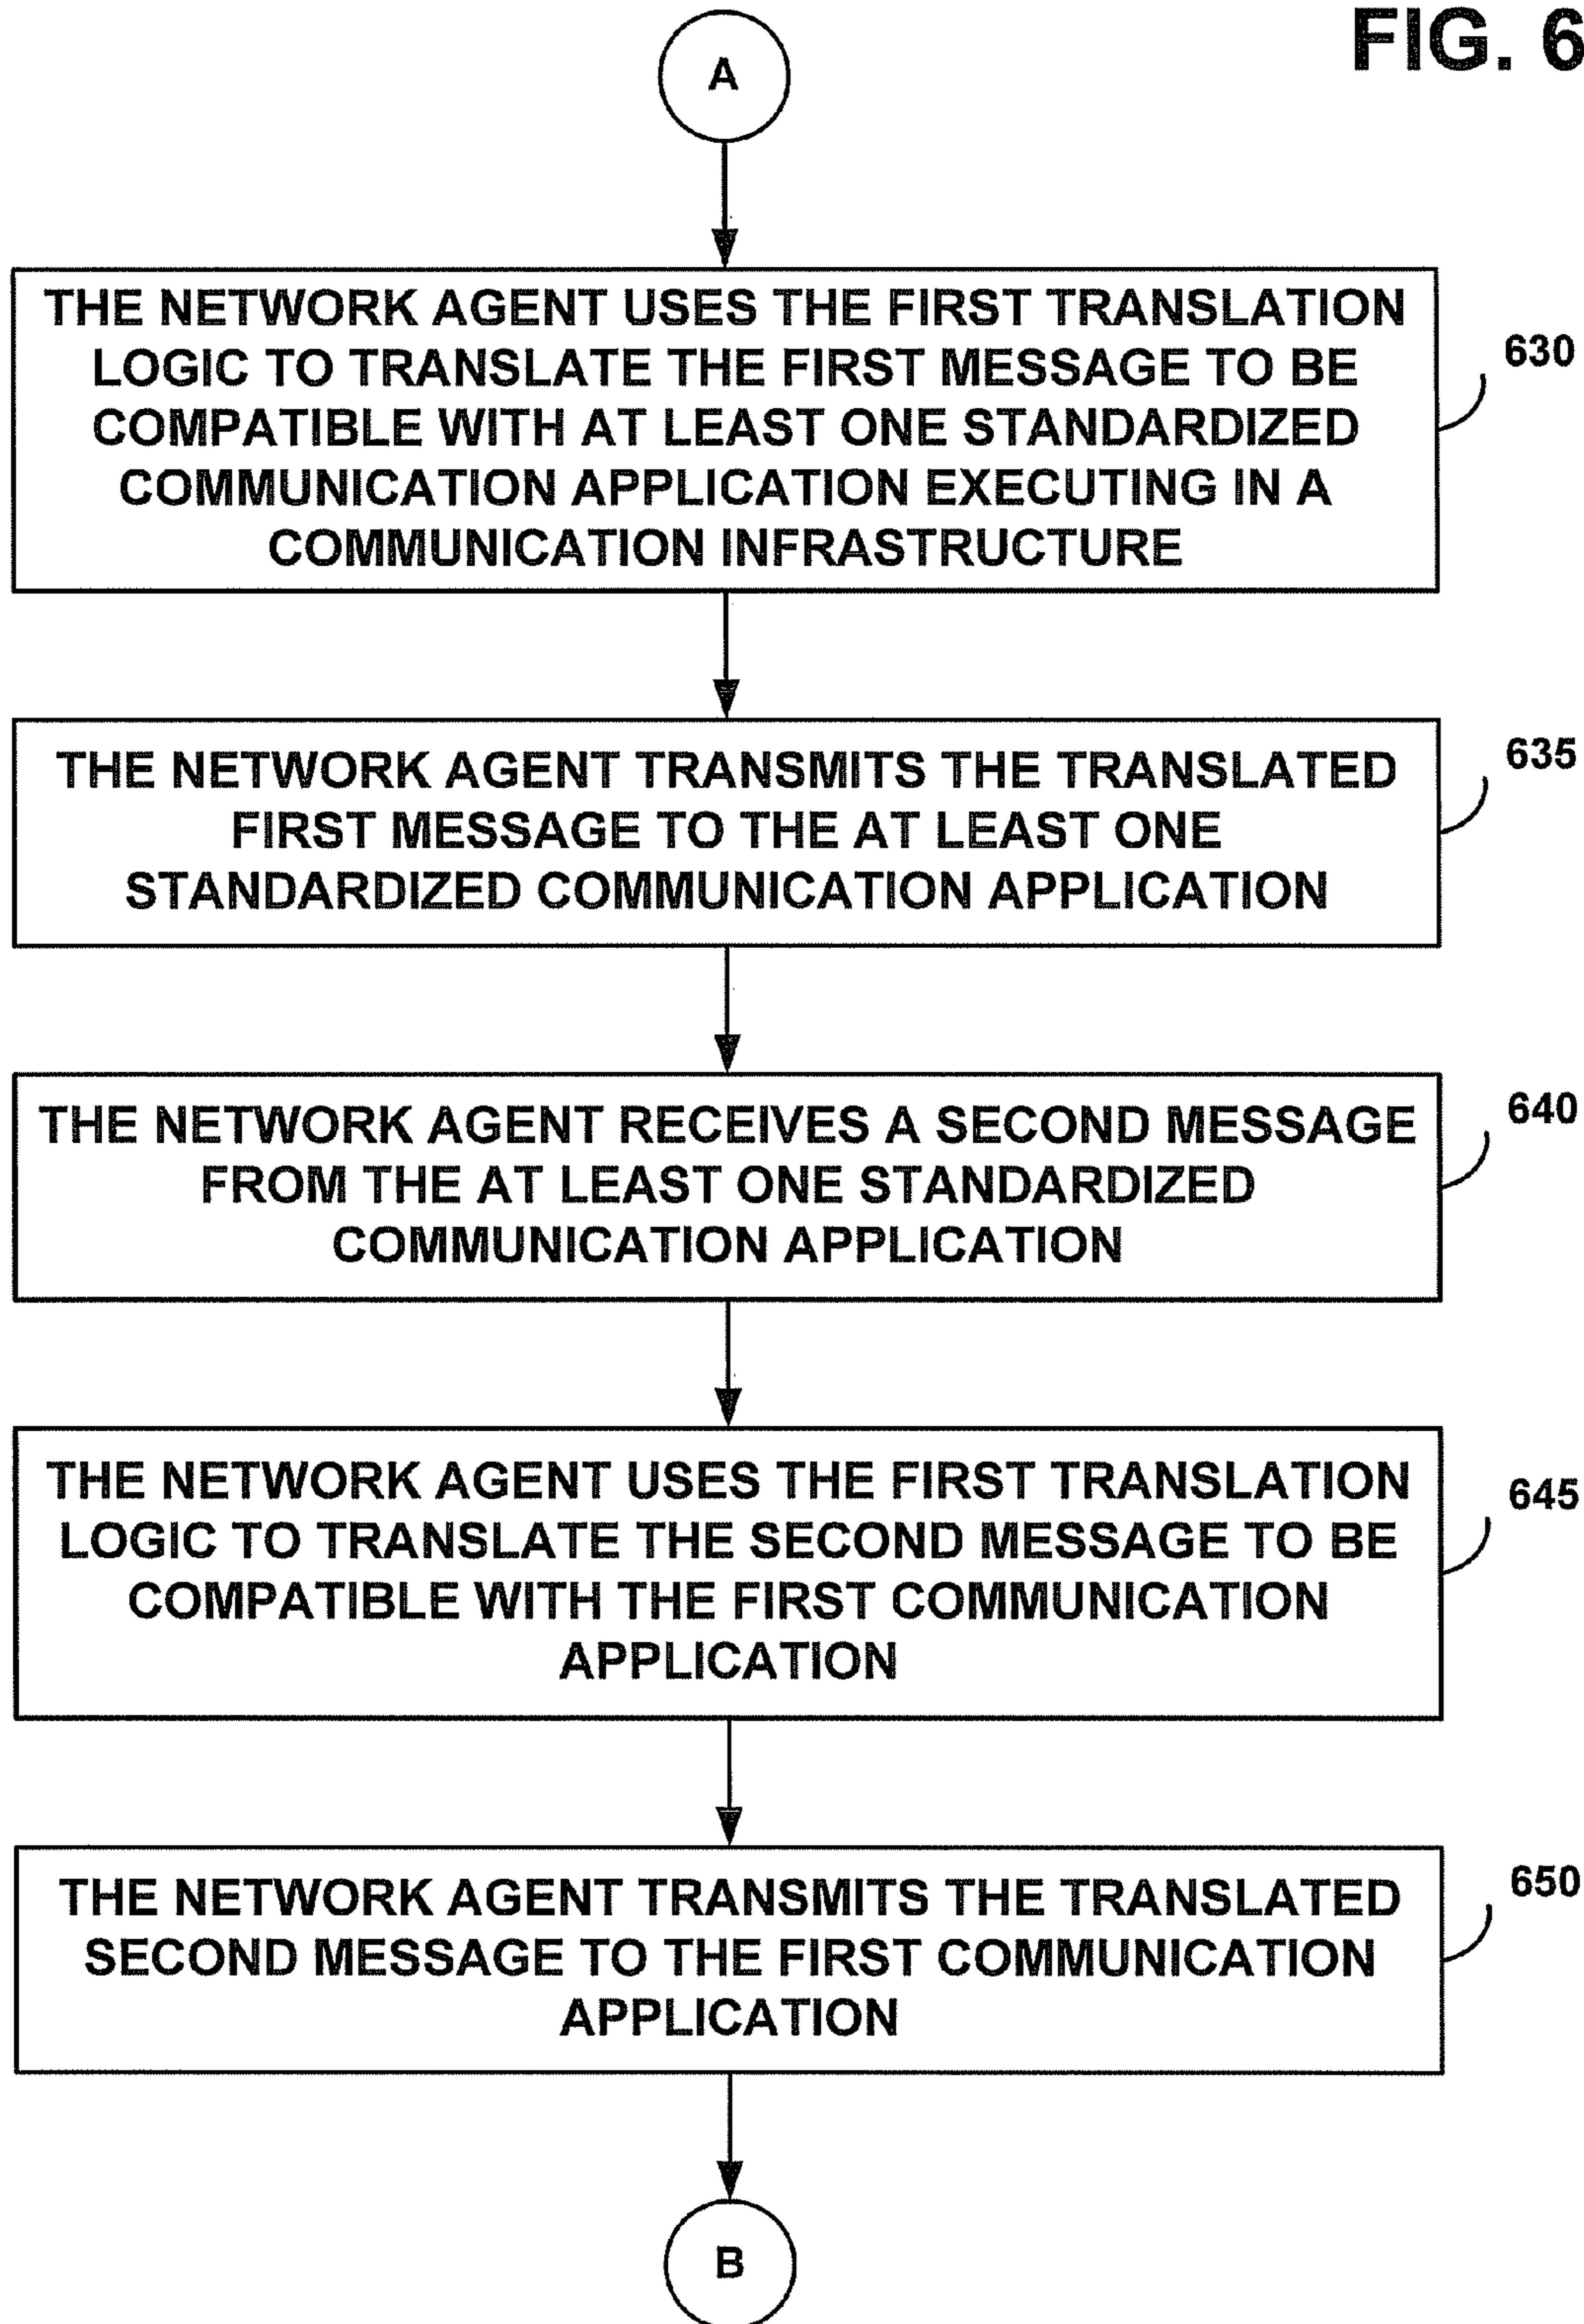 FIG. 6
A
THE NETWORK AGENT USES THE FIRST TRANSLATION
LOGIC TO TRANSLATE THE FIRST MESSAGE TO BE
COMPATIBLE WITH AT LEAST ONE STANDARDIZED
COMMUNICATION APPLICATION EXECUTING IN A
COMMUNICATION INFRASTRUCTURE
630
THE NETWORK AGENT TRANSMITS THE TRANSLATED
FIRST MESSAGE TO THE AT LEAST ONE
STANDARDIZED COMMUNICATION APPLICATION
635
THE NETWORK AGENT RECEIVES A SECOND MESSAGE
FROM THE AT LEAST ONE STANDARDIZED
COMMUNICATION APPLICATION
640
THE NETWORK AGENT USES THE FIRST TRANSLATION
LOGIC TO TRANSLATE THE SECOND MESSAGE TO BE
COMPATIBLE WITH THE FIRST COMMUNICATION
APPLICATION
645
THE NETWORK AGENT TRANSMITS THE TRANSLATED
SECOND MESSAGE TO THE FIRST COMMUNICATION
APPLICATION
650
B